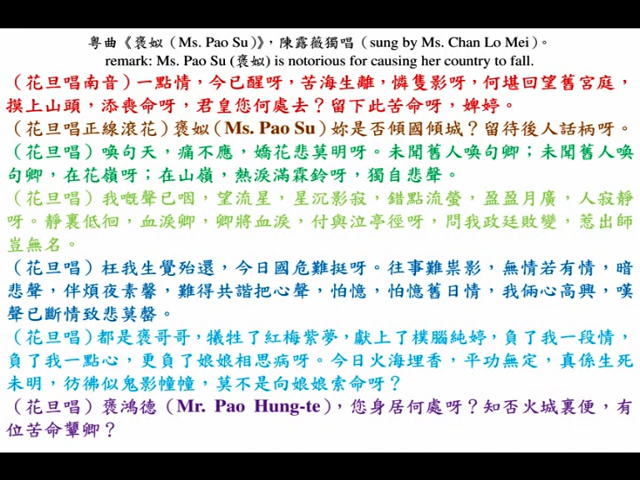 粵曲《褒姒（Ms. Pao Su）》，陳露薇獨唱（sung by Ms. Chan Lo Mei）。
remark: Ms. Pao Su (褒姒) is notorious for causing her country to fall.
（花旦唱南音）一點情，今已醒呀，苦海生離，憐隻影呀，何堪回望舊宮庭，
摸上山頭，添喪命呀，君皇您何處去？留下此苦命呀，婢婷。
（花旦唱正線滾花）褒姒(Ms. Pao Su）妳是否傾國傾城？留待後人話柄呀。
（花旦唱）喚句天，痛不應，嬌花悲莫明呀。未聞舊人喚句卿；未聞舊人喚
句卿，在花嶺呀；在山嶺，熱淚滿霖鈴呀，獨自悲聲。
（花旦唱）我嘅聲已咽，望流星，星沉影寂，錯點流螢，盈盈月廣，人寂靜
呀。靜裏低徊，血淚卿，卿將血淚，付與泣亭徑呀，問我政廷敗變，惹出師
豈無名。
（花旦唱）枉我生覺殆還，今日國危難挺呀。往事難祟影，無情若有情，暗
悲聲，伴煩夜素馨，難得共諧把心聲，怕憶，怕憶舊日情，我倆心高興，嘆
聲已斷情致悲莫罄。
（花旦唱）都是褒哥哥，犠牲了紅梅紫夢，獻上了樸腦純婷，負了我一段情，
負了我一點心，更負了娘娘相思病呀。今日火海埋香，平功無定，真係生死
未明，彷彿似鬼影幢幢，莫不是向娘娘索命呀？
（花旦唱）褒鴻德（Mr. Pao Hung-te），您身居何處呀？知否火城裏便，有
位苦命顰卿？